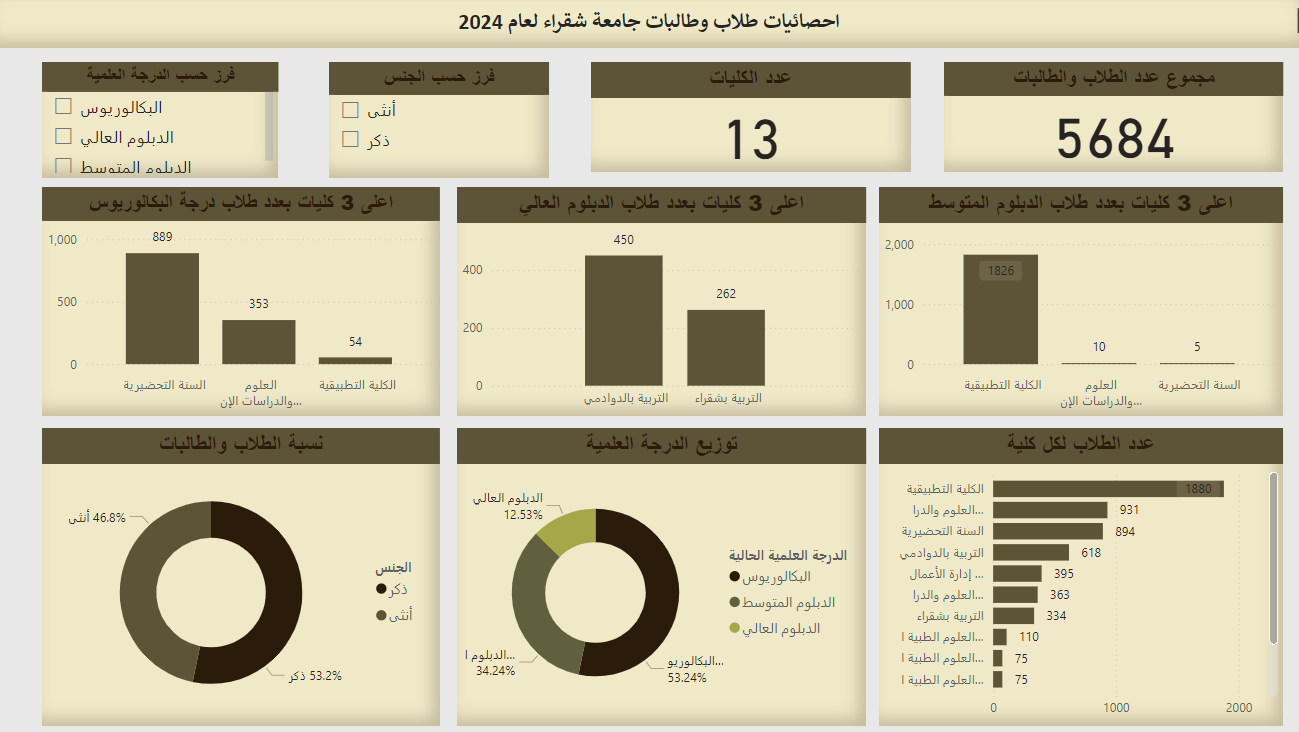 احصائيات طلاب وطالبات جامعة شقراء لعام 2024
مجموع عدد الطلاب والطالبات
5684
عدد الكليات
13
فرز حسب الجنس
أنثى
ذكر
فرز حسب الدرجة العلمية
البكالوريوس
الدبلوم العالي
الدبلوم المتوسط
اعلى 3 كليات بعدد طلاب الدبلوم المتوسط
2,000
1,000
0
1826
10
5
الكلية التطبيقية
العلوم
والدراسات الإن...
السنة التحضيرية
اعلى 3 كليات بعدد طلاب الدبلوم العالي
400
200
0
450
262
التربية بالدوادمي
التربية بشقراء
اعلى 3 كليات بعدد طلاب درجة البكالوريوس
1,000
500
0
889
353
54
السنة التحضيرية
العلوم
والدراسات الإن...
الكلية التطبيقية
عدد الطلاب لكل كلية
الكلية التطبيقية 1880
العلوم والدرا... 931
السنة التحضيرية 894
التربية بالدوادمي 618
إدارة الأعمال ... 395
العلوم والدرا... 363
التربية بشقراء 334
العلوم الطبية ا... 110
العلوم الطبية ا... 75
العلوم الطبية ا... 75
0 1000 2000
توزيع الدرجة العلمية
الدبلوم العالي
12.53%
الدبلوم ا...
34.24%
البكالوريو...
53.24%
الدرجة العلمية الحالية
البكالوريوس
الدبلوم المتوسط
الدبلوم العالي
نسبة الطلاب والطالبات
أنثى 46.8%
ذكر 53.2%
الجنس
ذكر
أنثى